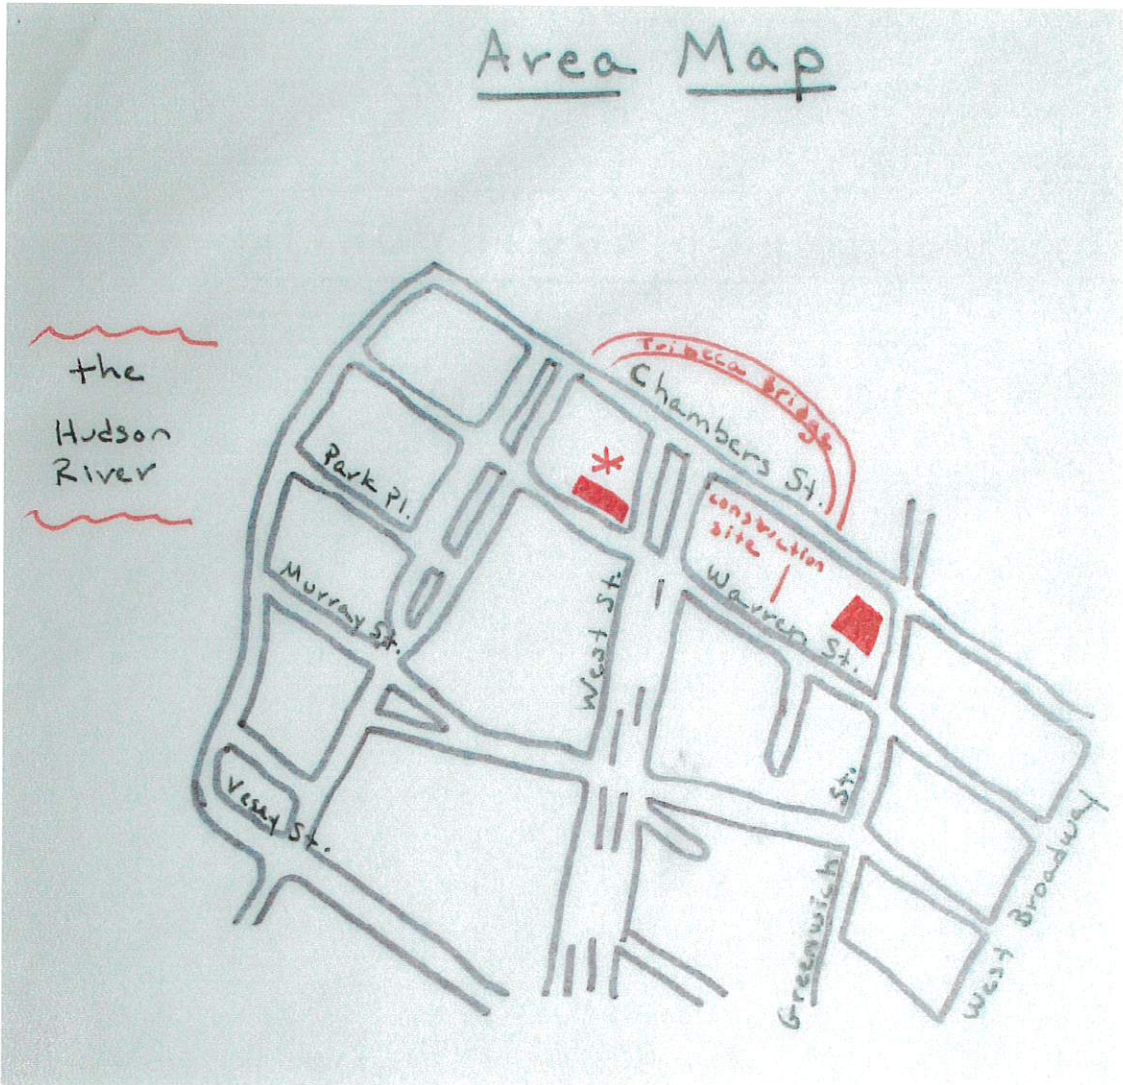 Area Map
the
Hudson
River
Tribeca Bridge
Chambers St.
Park Pl.
construction
site
Murray St.
Warren St.
West St.
Vesey St.
Greenwich St.
West Broadway